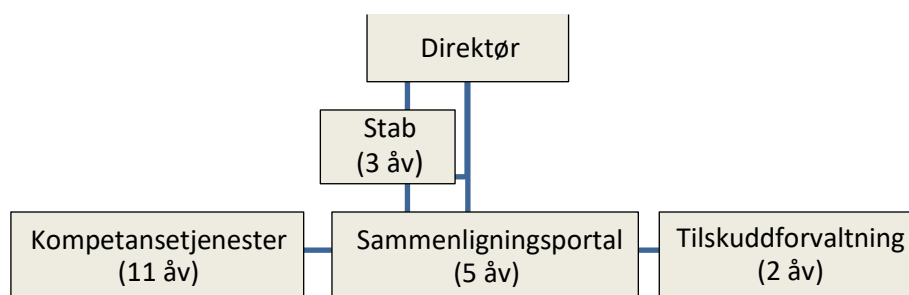 Direktør
Stab
(3 åv)
Kompetansetjenester
(11 åv)
Sammenligningsportal
(5 åv)
Tilskuddforvaltning
(2 åv)